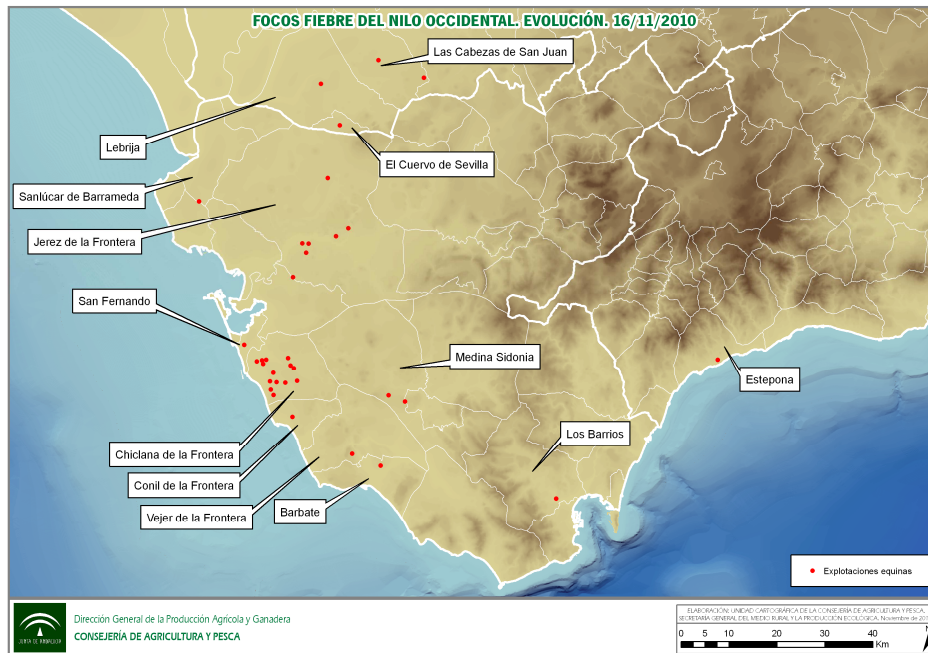 FOCOS FIEBRE DEL NILO OCCIDENTAL. EVOLUCIÓN. 16/11/2010
Las Cabezas de San Juan
Lebrija
El Cuervo de Sevilla
Sanlúcar de Barrameda
Jerez de la Frontera
San Fernando
Medina Sidonia
Estepona
Los Barrios
Chiclana de la Frontera
Conil de la Frontera
Vejer de la Frontera
Barbate
Explotaciones equinas
JUNTA DE ANDALUCIA
Dirección General de la Producción Agrícola y Ganadera
CONSEJERÍA DE AGRICULTURA Y PESCA
ELABORACIÓN: UNIDAD CARTOGRÁFICA DE LA CONSEJERÍA DE AGRICULTURA Y PESCA.
SECRETARÍA GENERAL DEL MEDIO RURAL Y LA PRODUCCIÓN ECOLÓGICA. Noviembre de
0 5 10 20 30 40
Km